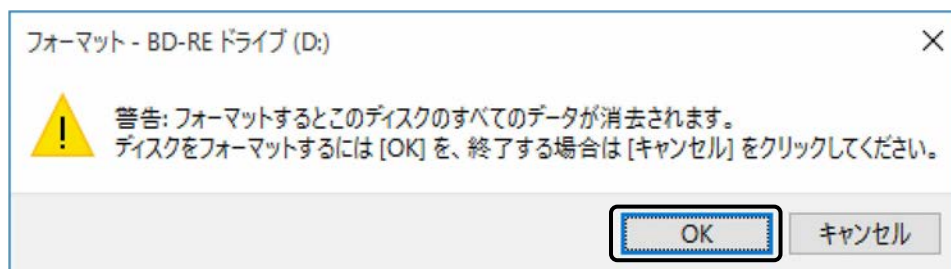 フォーマット - BD-RE ドライブ (D:)
警告: フォーマットするとこのディスクのすべてのデータが消去されます。
ディスクをフォーマットするには [OK] を、終了する場合は [キャンセル] をクリックしてください。
OK
キャンセル